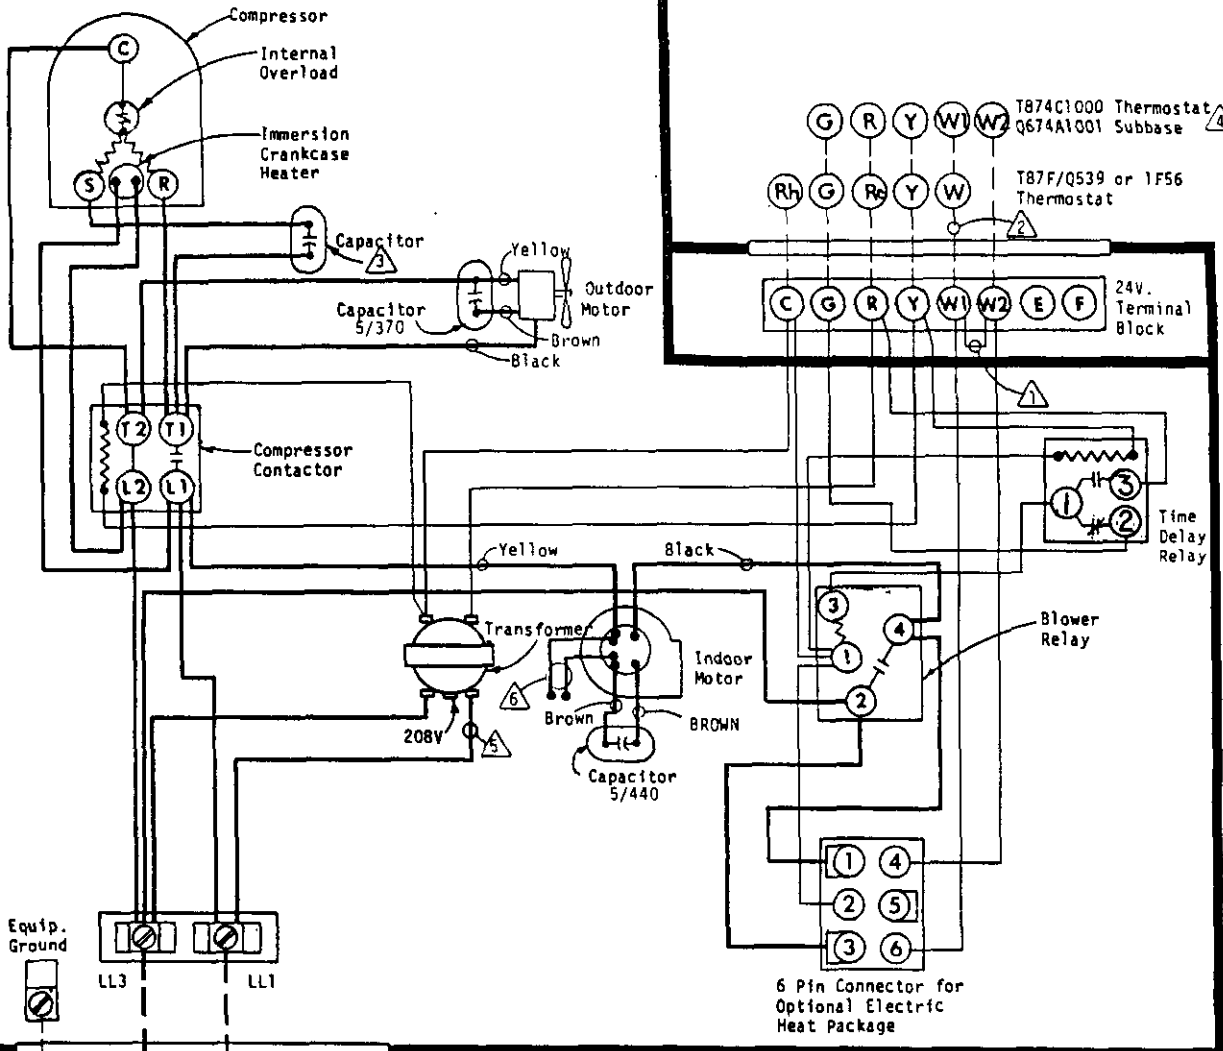 Compressor
C
Internal
Overload
Immersion
Crankcase
Heater
S
R
Capacitor
3
Yellow
Outdoor
Motor
Capacitor
5/370
Brown
Black
T2
T1
L2
L1
Compressor
Contactor
G
R
Y
W1
W2
T874C1000 Thermostat
Q674A1001 Subbase
4
Rh
G
Rc
Y
W
T87F/Q539 or 1F56
Thermostat
2
C
G
R
Y
W1
W2
E
F
24V.
Terminal
Block
1
1
3
2
Time
Delay
Relay
Yellow
Black
Transformer
208V
5
6
Indoor
Motor
Brown
BROWN
Capacitor
5/440
3
4
1
2
Blower
Relay
1
4
2
5
3
6
6 Pin Connector for
Optional Electric
Heat Package
Equip.
Ground
LL3
LL1